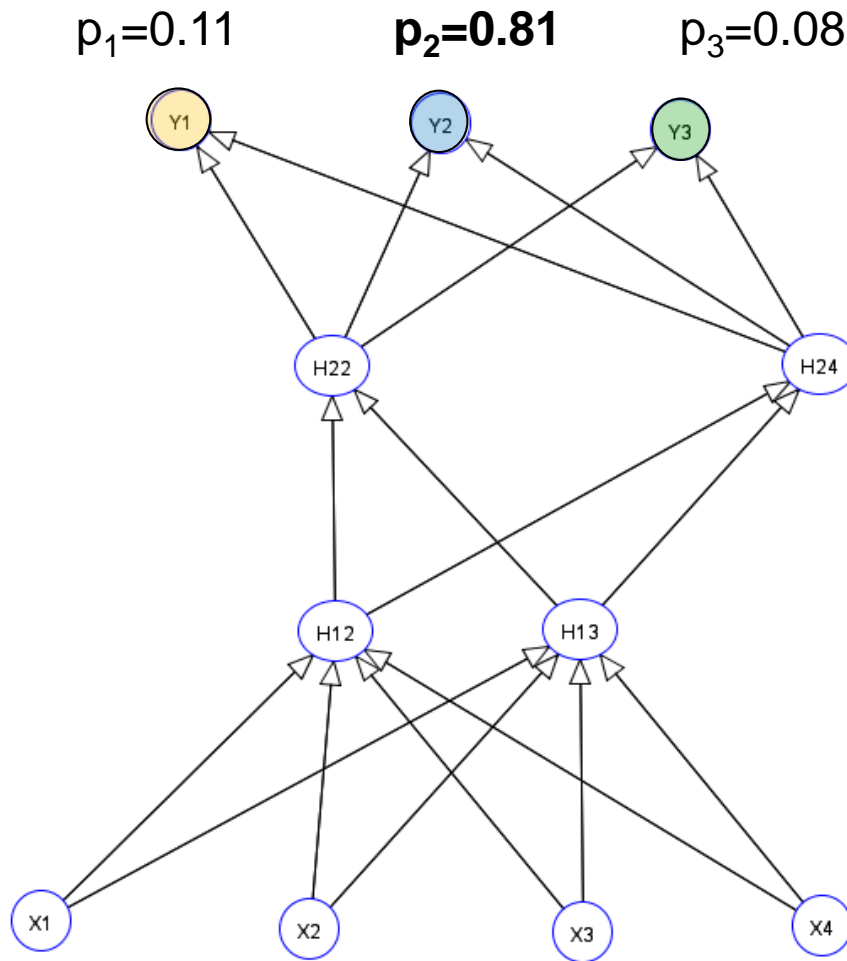 p₁=0.11 p₂=0.81 p₃=0.08
Y1 Y2 Y3
H22 H24
H12 H13
X1 X2 X3 X4